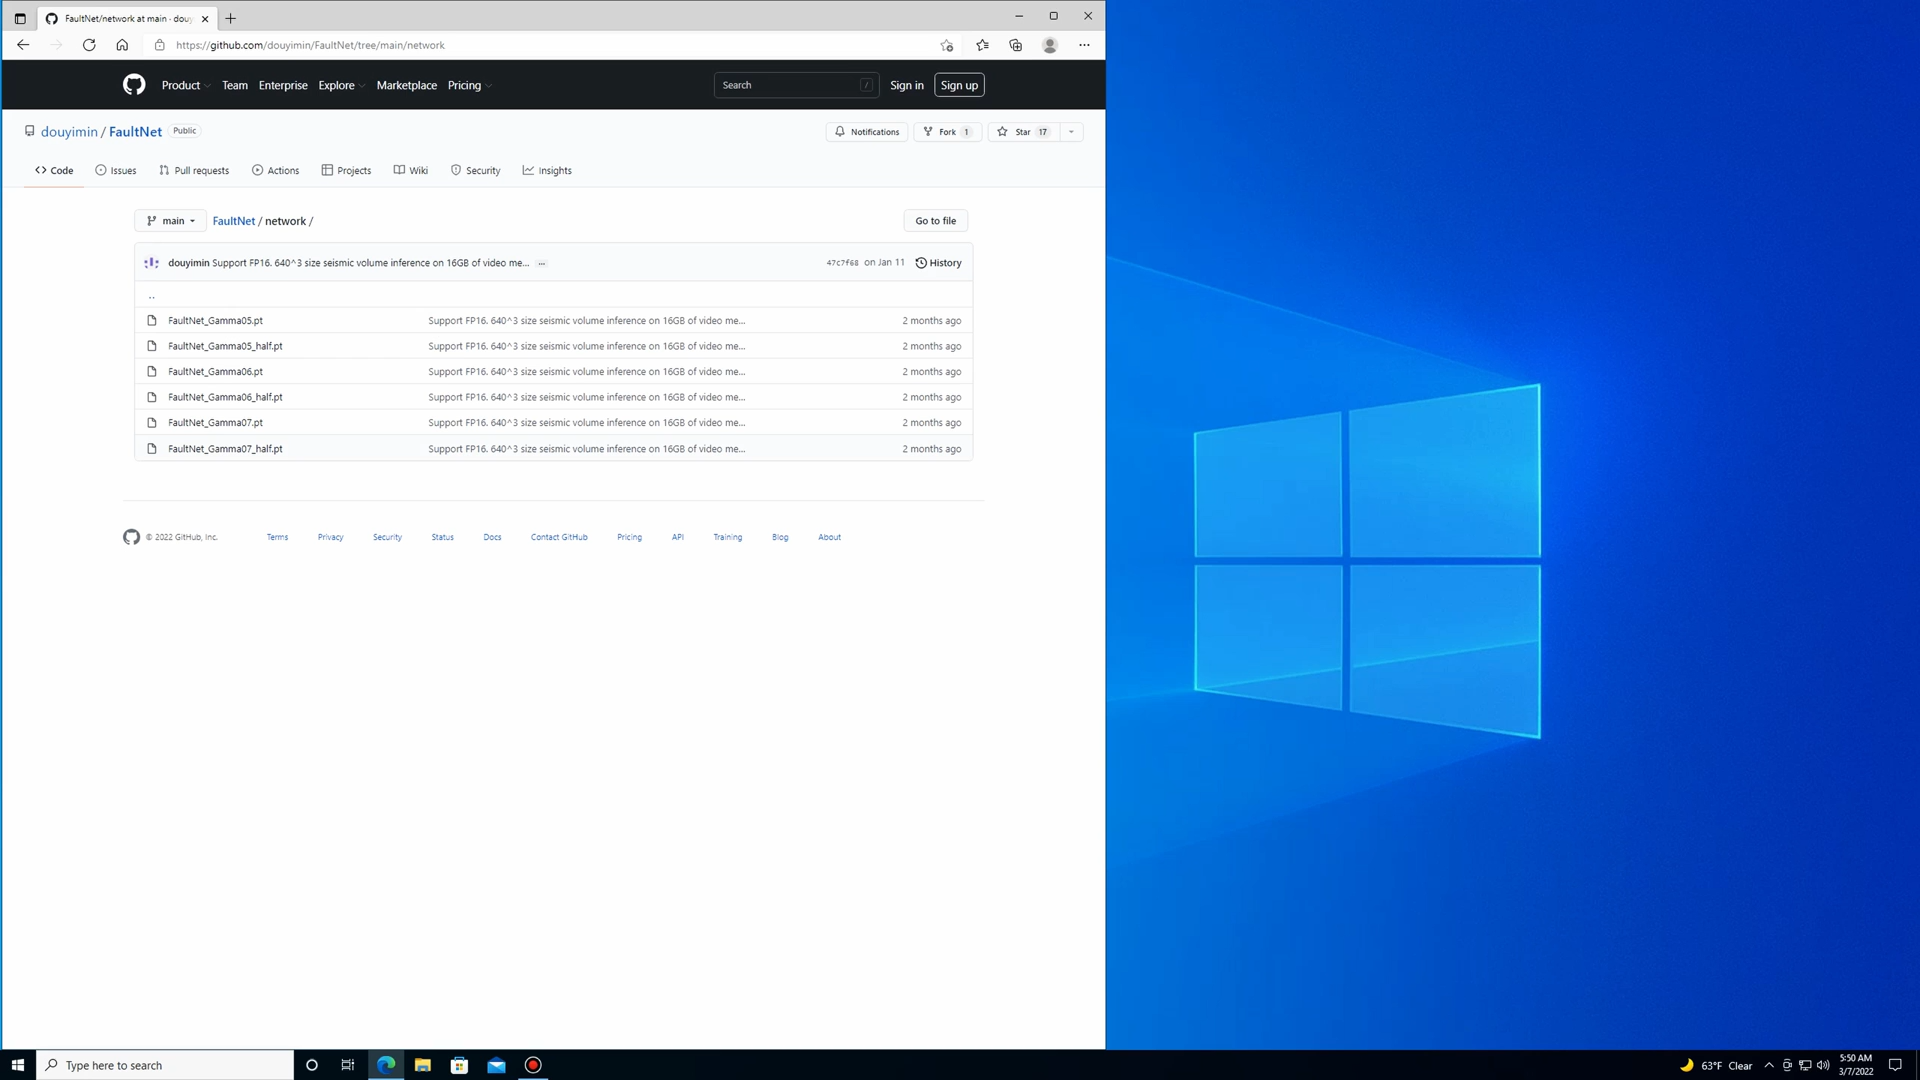 FaultNet/network at main · douy
https://github.com/douyimin/FaultNet/tree/main/network
Product Team Enterprise Explore Marketplace Pricing Search / Sign in Sign up
douyimin / FaultNet Public Notifications Fork 1 Star 17
Code Issues Pull requests Actions Projects Wiki Security Insights
main FaultNet / network / Go to file
douyimin Support FP16. 640^3 size seismic volume inference on 16GB of video me... ... 47c7f68 on Jan 11 History
..
FaultNet_Gamma05.pt Support FP16. 640^3 size seismic volume inference on 16GB of video me... 2 months ago
FaultNet_Gamma05_half.pt Support FP16. 640^3 size seismic volume inference on 16GB of video me... 2 months ago
FaultNet_Gamma06.pt Support FP16. 640^3 size seismic volume inference on 16GB of video me... 2 months ago
FaultNet_Gamma06_half.pt Support FP16. 640^3 size seismic volume inference on 16GB of video me... 2 months ago
FaultNet_Gamma07.pt Support FP16. 640^3 size seismic volume inference on 16GB of video me... 2 months ago
FaultNet_Gamma07_half.pt Support FP16. 640^3 size seismic volume inference on 16GB of video me... 2 months ago
© 2022 GitHub, Inc. Terms Privacy Security Status Docs Contact GitHub Pricing API Training Blog About
Type here to search 63°F Clear 5:50 AM
3/7/2022